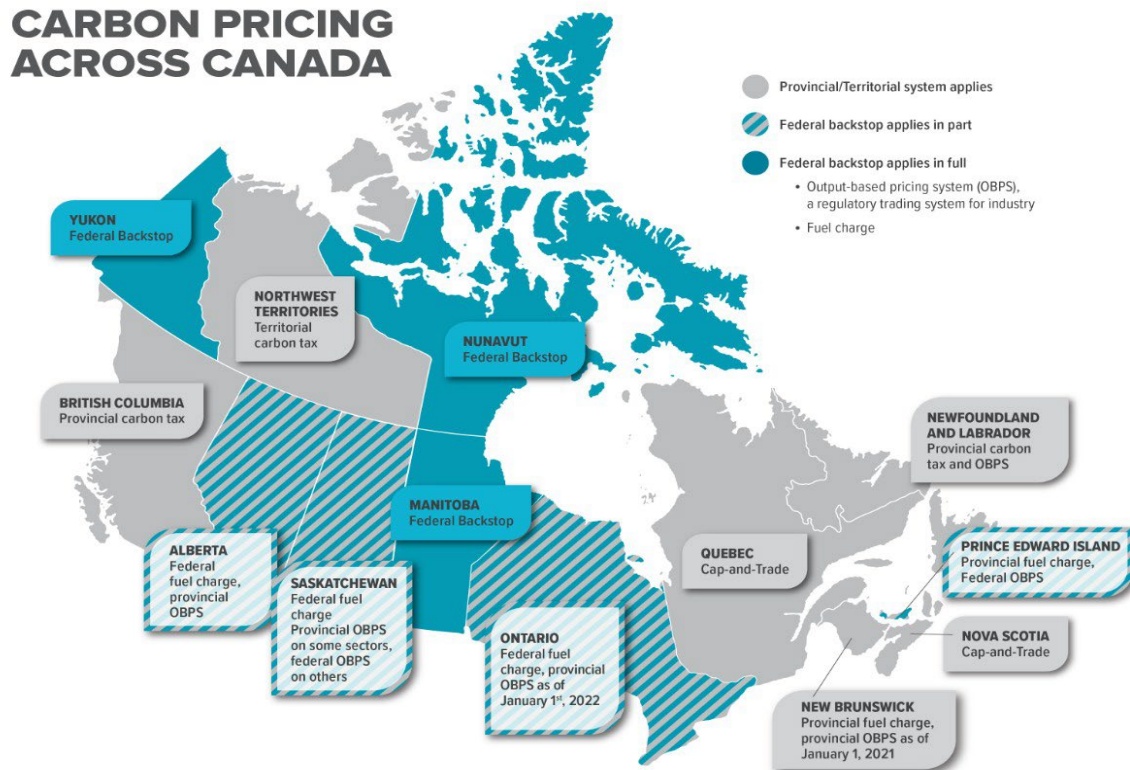 CARBON PRICING
ACROSS CANADA
Provincial/Territorial system applies
Federal backstop applies in part
Federal backstop applies in full
• Output-based pricing system (OBPS),
a regulatory trading system for industry
• Fuel charge
YUKON
Federal Backstop
NORTHWEST
TERRITORIES
Territorial
carbon tax
NUNAVUT
Federal Backstop
BRITISH COLUMBIA
Provincial carbon tax
NEWFOUNDLAND
AND LABRADOR
Provincial carbon
tax and OBPS
MANITOBA
Federal Backstop
ALBERTA
Federal
fuel charge,
provincial
OBPS
SASKATCHEWAN
Federal fuel
charge
Provincial OBPS
on some sectors,
federal OBPS
on others
ONTARIO
Federal fuel
charge, provincial
OBPS as of
January 1st, 2022
QUEBEC
Cap-and-Trade
PRINCE EDWARD ISLAND
Provincial fuel charge,
Federal OBPS
NOVA SCOTIA
Cap-and-Trade
NEW BRUNSWICK
Provincial fuel charge,
provincial OBPS as of
January 1, 2021